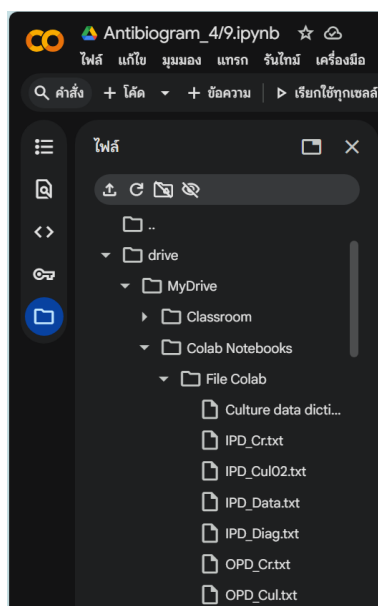 Antibiogram_4/9.ipynb
ไฟล์ แก้ไข มุมมอง แทรก รันไทม์ เครื่องมือ
คำสั่ง + โค้ด + ข้อความ เรียกใช้ทุกเซลล์
ไฟล์
..
drive
MyDrive
Classroom
Colab Notebooks
File Colab
Culture data dicti...
IPD_Cr.txt
IPD_Cul02.txt
IPD_Data.txt
IPD_Diag.txt
OPD_Cr.txt
OPD_Cul.txt